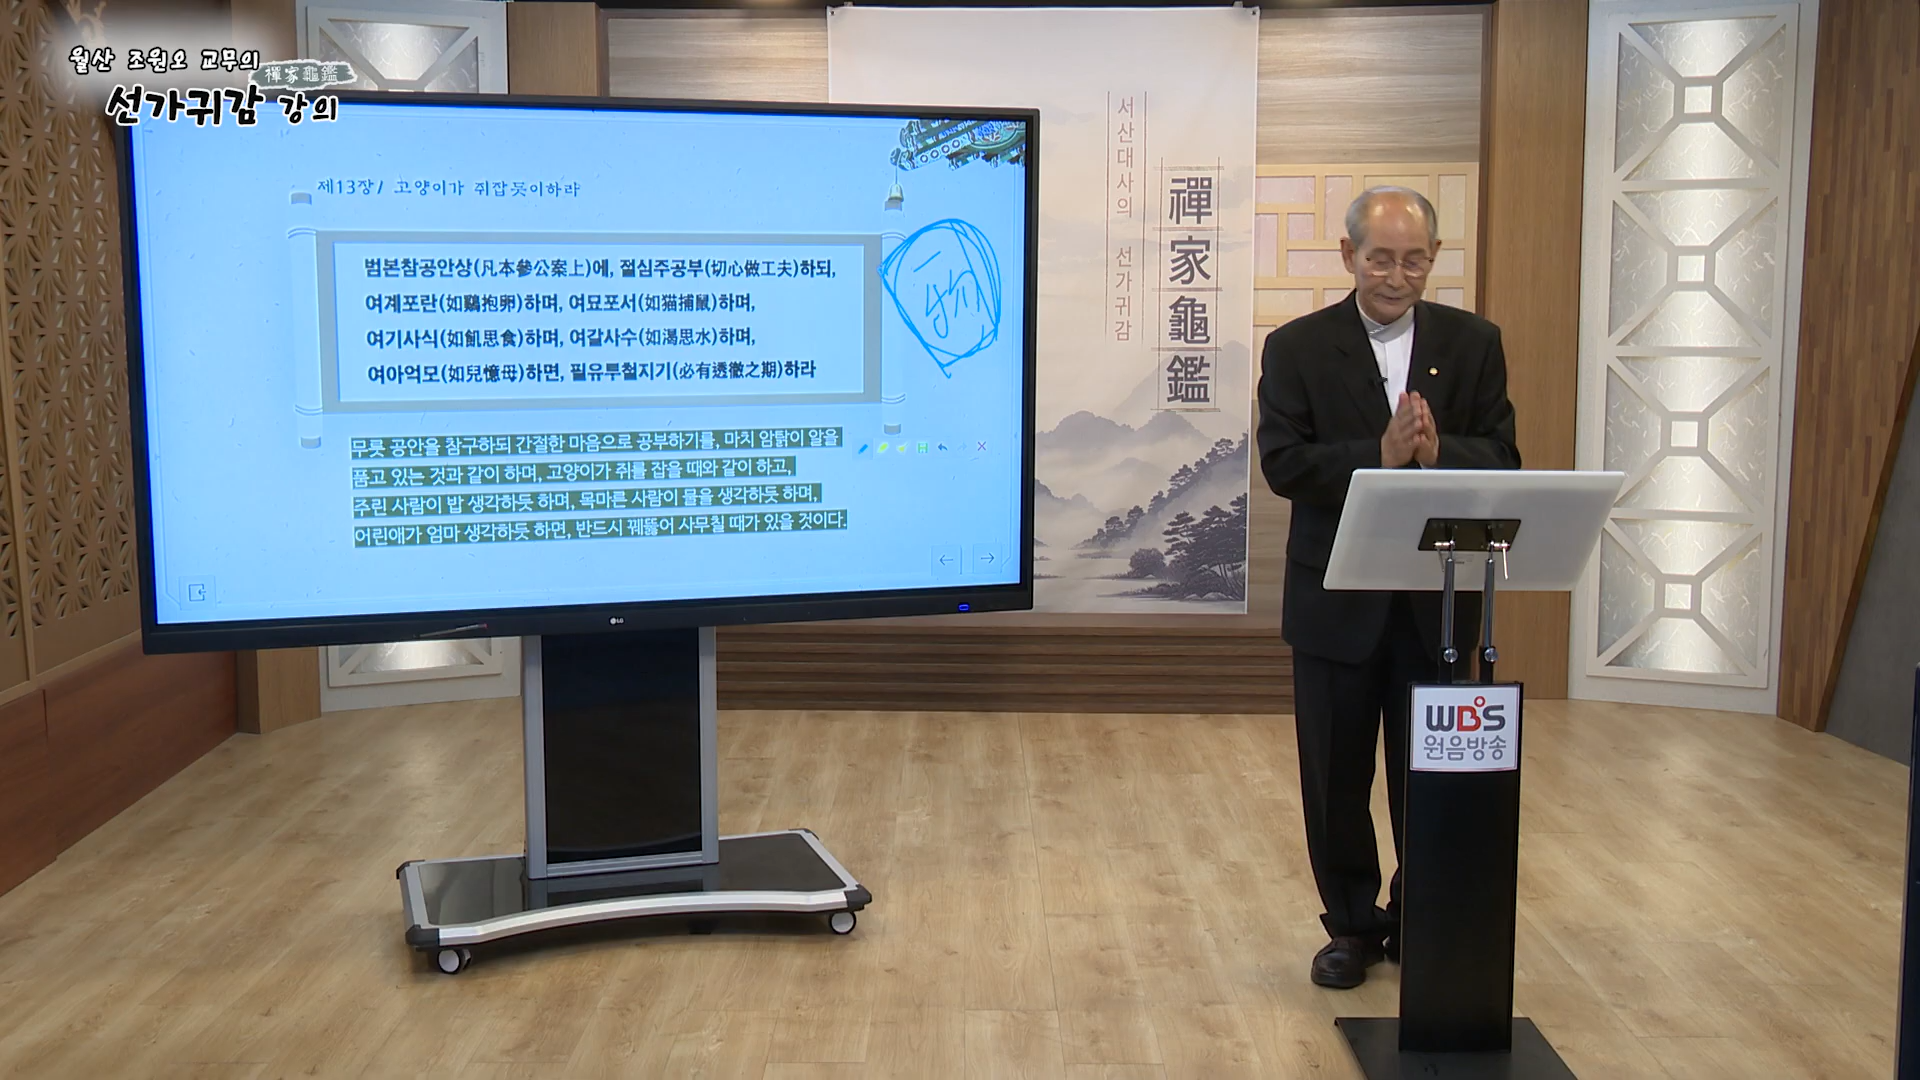 월산 조원오 교무의
선가귀감 강의
禪家龜鑑
제13장/ 고양이가 쥐잡듯이하라
범본참공안상(凡本參公案上)에, 절심주공부(切心做工夫)하되,
여계포란(如鷄抱卵)하며, 여묘포서(如猫捕鼠)하며,
여기사식(如飢思食)하며, 여갈사수(如渴思水)하며,
여아억모(如兒憶母)하면, 필유투철지기(必有透徹之期)하라
一物
무릇 공안을 참구하되 간절한 마음으로 공부하기를, 마치 암탉이 알을
품고 있는 것과 같이 하며, 고양이가 쥐를 잡을 때와 같이 하고,
주린 사람이 밥 생각하듯 하며, 목마른 사람이 물을 생각하듯 하며,
어린애가 엄마 생각하듯 하면, 반드시 꿰뚫어 사무칠 때가 있을 것이다.
LG
서산대사의 선가귀감
禪家龜鑑
WBS
원음방송